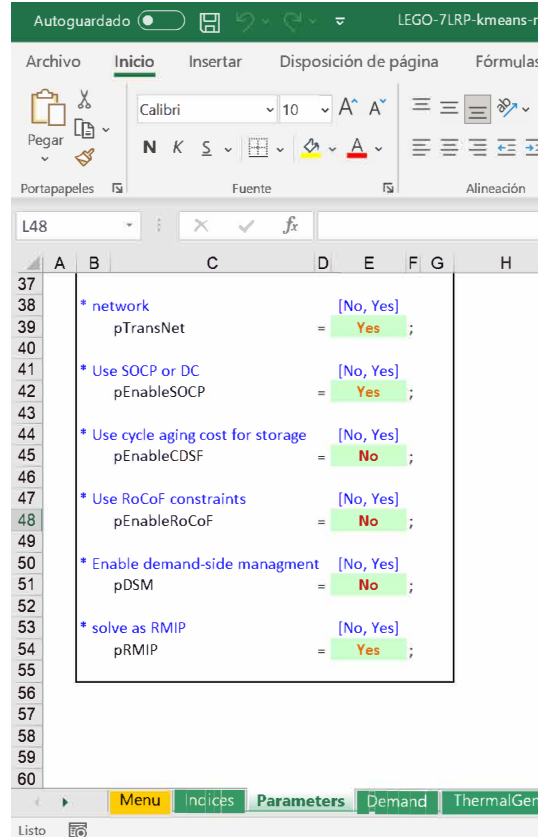 Autoguardado LEGO-7LRP-kmeans-r
Archivo Inicio Insertar Disposición de página Fórmulas
Pegar
Calibri 10 A^ A˅
N K S A
Portapapeles Fuente Alineación
L48 fx
A B C D E F G H
37
38 * network [No, Yes]
39 pTransNet = Yes ;
40
41 * Use SOCP or DC [No, Yes]
42 pEnableSOCP = Yes ;
43
44 * Use cycle aging cost for storage [No, Yes]
45 pEnableCDSF = No ;
46
47 * Use RoCoF constraints [No, Yes]
48 pEnableRoCoF = No ;
49
50 * Enable demand-side managment [No, Yes]
51 pDSM = No ;
52
53 * solve as RMIP [No, Yes]
54 pRMIP = Yes ;
55
56
57
58
59
60
Menu Indices Parameters Demand ThermalGen
Listo